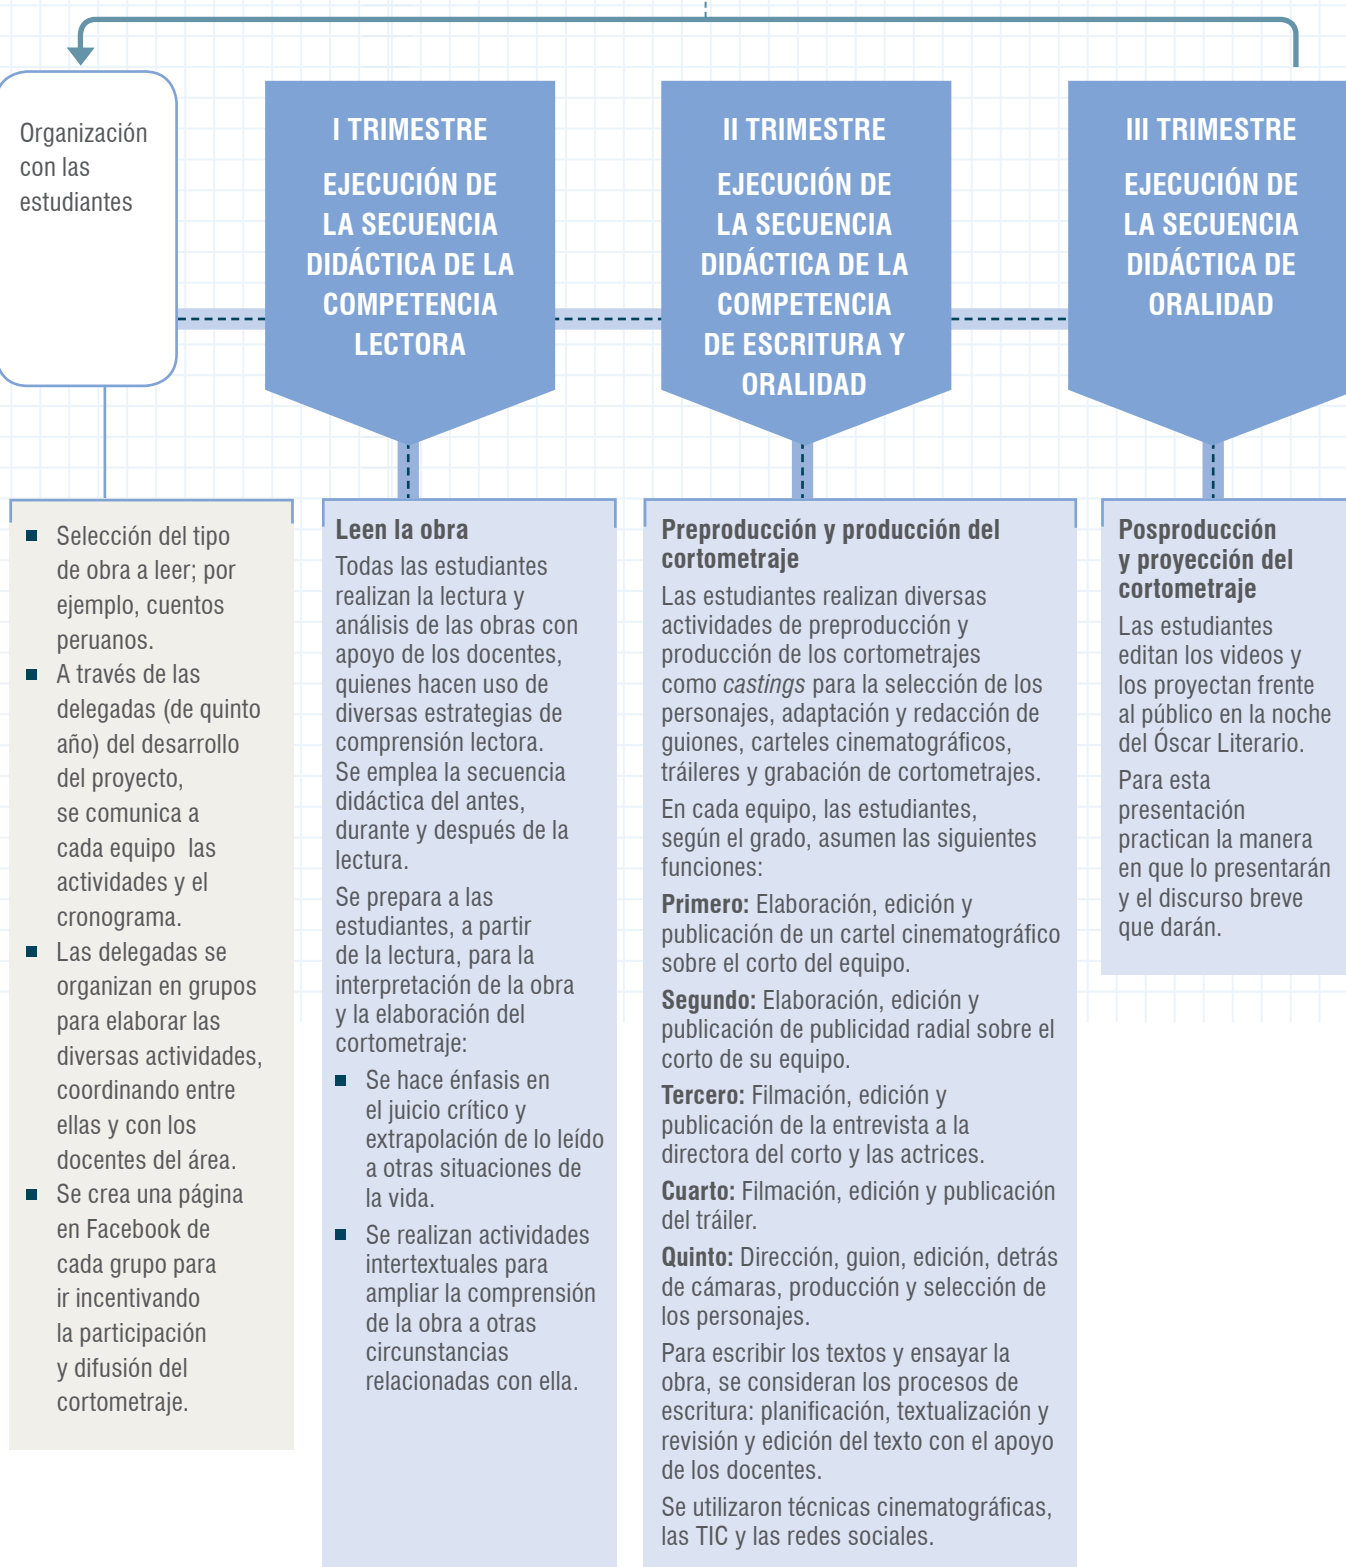 Organización
con las
estudiantes
I TRIMESTRE
EJECUCIÓN DE
LA SECUENCIA
DIDÁCTICA DE LA
COMPETENCIA
LECTORA
II TRIMESTRE
EJECUCIÓN DE
LA SECUENCIA
DIDÁCTICA DE LA
COMPETENCIA
DE ESCRITURA Y
ORALIDAD
III TRIMESTRE
EJECUCIÓN DE
LA SECUENCIA
DIDÁCTICA DE
ORALIDAD
Selección del tipo
de obra a leer; por
ejemplo, cuentos
peruanos.
A través de las
delegadas (de quinto
año) del desarrollo
del proyecto,
se comunica a
cada equipo las
actividades y el
cronograma.
Las delegadas se
organizan en grupos
para elaborar las
diversas actividades,
coordinando entre
ellas y con los
docentes del área.
Se crea una página
en Facebook de
cada grupo para
ir incentivando
la participación
y difusión del
cortometraje.
Leen la obra
Todas las estudiantes
realizan la lectura y
análisis de las obras con
apoyo de los docentes,
quienes hacen uso de
diversas estrategias de
comprensión lectora.
Se emplea la secuencia
didáctica del antes,
durante y después de la
lectura.
Se prepara a las
estudiantes, a partir
de la lectura, para la
interpretación de la obra
y la elaboración del
cortometraje:
Se hace énfasis en
el juicio crítico y
extrapolación de lo leído
a otras situaciones de
la vida.
Se realizan actividades
intertextuales para
ampliar la comprensión
de la obra a otras
circunstancias
relacionadas con ella.
Preproducción y producción del
cortometraje
Las estudiantes realizan diversas
actividades de preproducción y
producción de los cortometrajes
como castings para la selección de los
personajes, adaptación y redacción de
guiones, carteles cinematográficos,
tráileres y grabación de cortometrajes.
En cada equipo, las estudiantes,
según el grado, asumen las siguientes
funciones:
Primero: Elaboración, edición y
publicación de un cartel cinematográfico
sobre el corto del equipo.
Segundo: Elaboración, edición y
publicación de publicidad radial sobre el
corto de su equipo.
Tercero: Filmación, edición y
publicación de la entrevista a la
directora del corto y las actrices.
Cuarto: Filmación, edición y publicación
del tráiler.
Quinto: Dirección, guion, edición, detrás
de cámaras, producción y selección de
los personajes.
Para escribir los textos y ensayar la
obra, se consideran los procesos de
escritura: planificación, textualización y
revisión y edición del texto con el apoyo
de los docentes.
Se utilizaron técnicas cinematográficas,
las TIC y las redes sociales.
Posproducción
y proyección del
cortometraje
Las estudiantes
editan los videos y
los proyectan frente
al público en la noche
del Óscar Literario.
Para esta
presentación
practican la manera
en que lo presentarán
y el discurso breve
que darán.